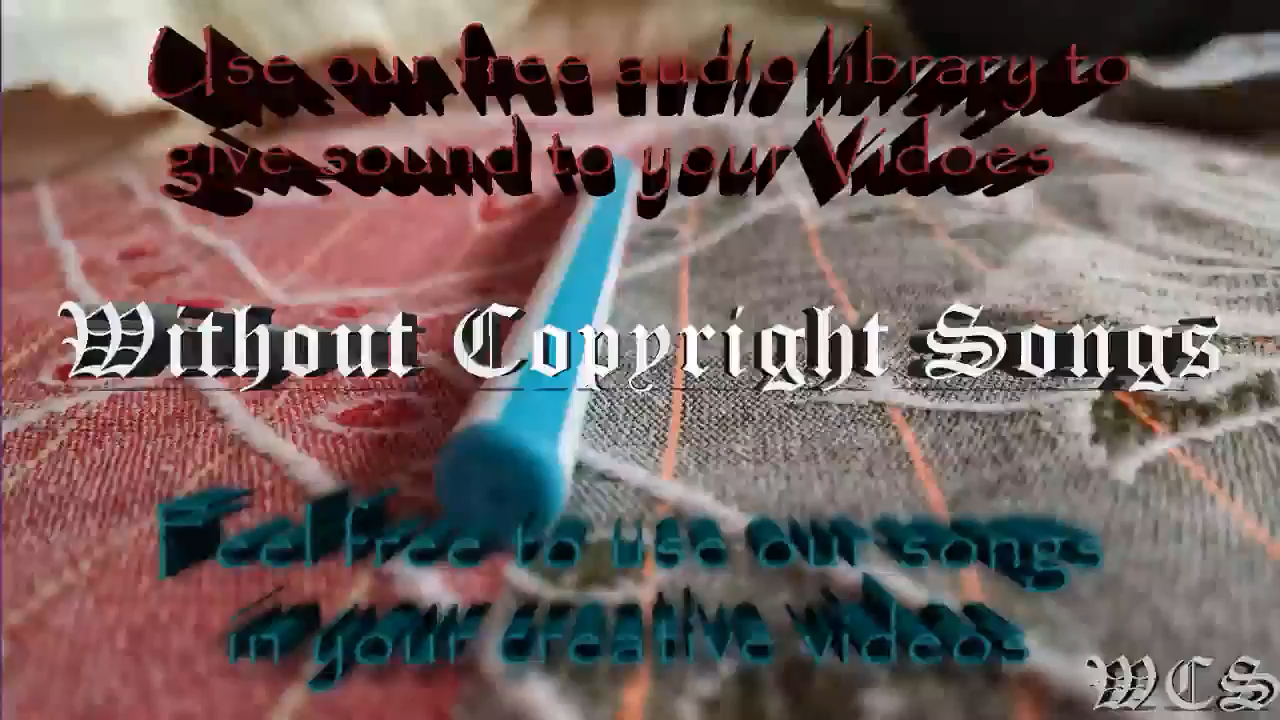 Use our free audio library to
give sound to your Vidoes
Without Copyright Songs
Feel free to use our songs
in your creative videos
WCS